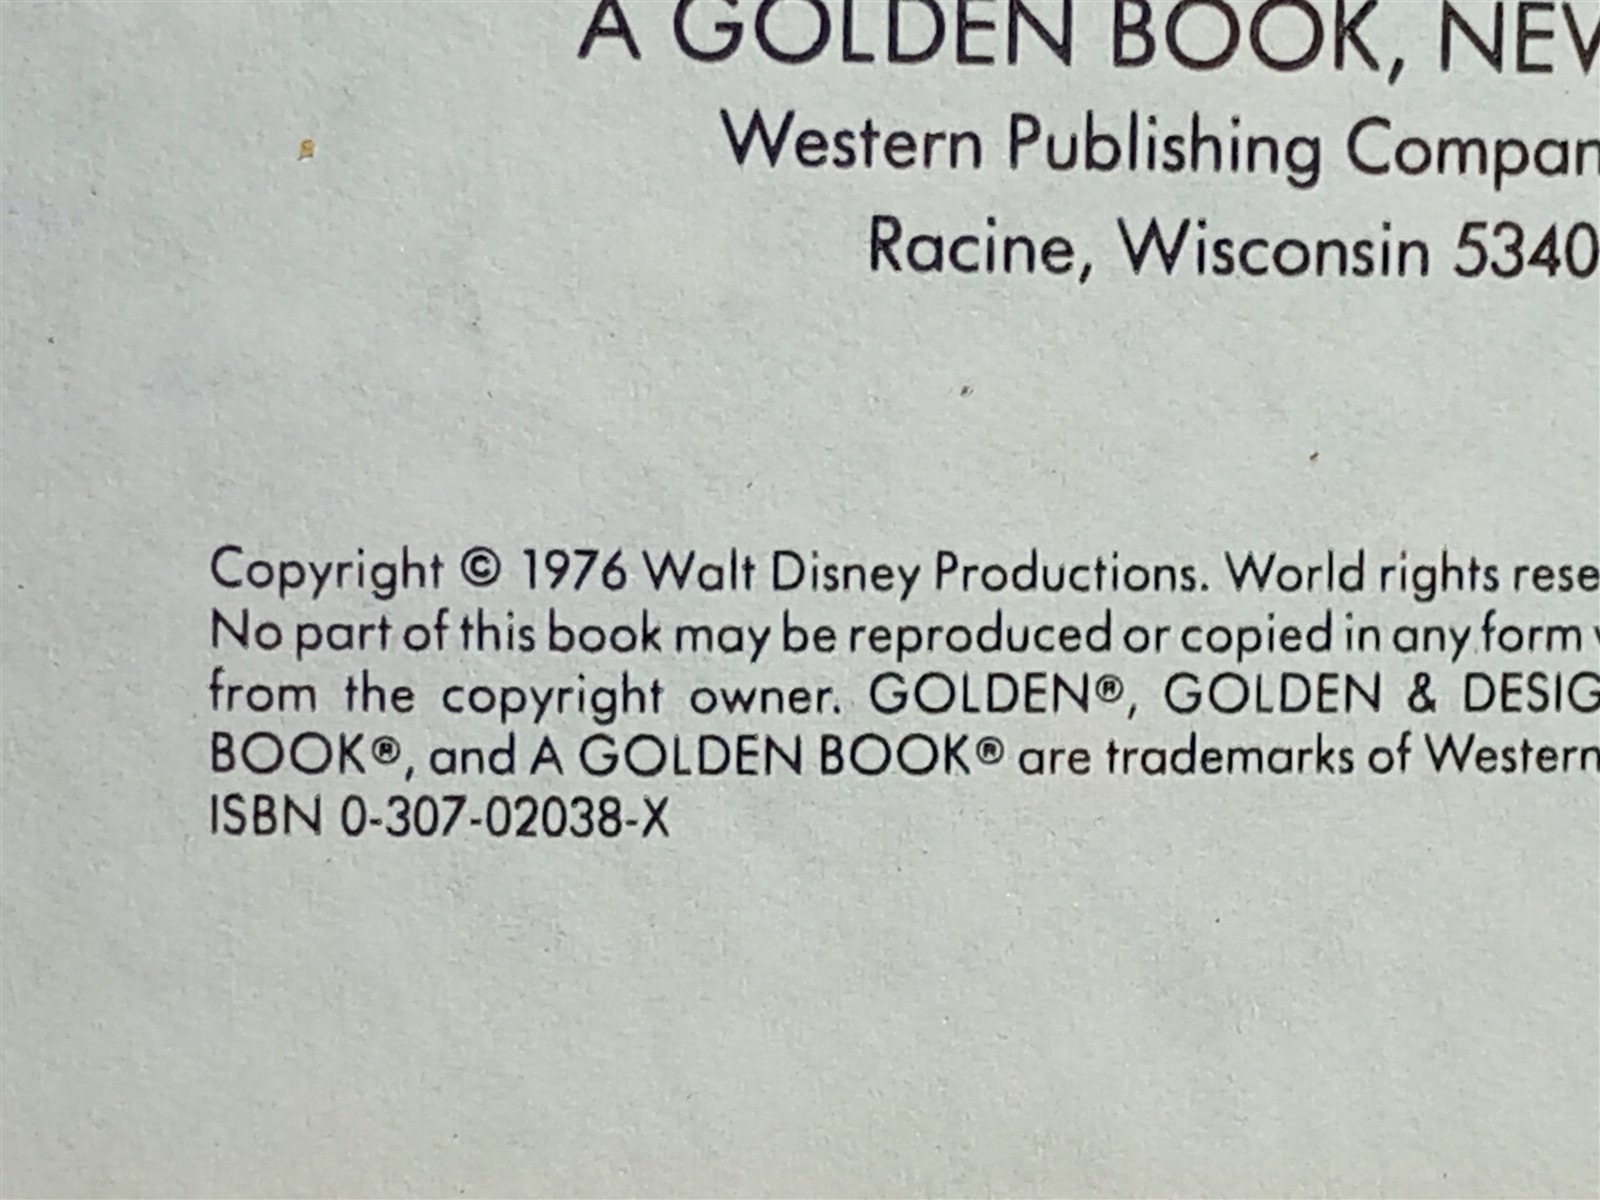 A GOLDEN BOOK, NEW
Western Publishing Compan
Racine, Wisconsin 5340
Copyright © 1976 Walt Disney Productions. World rights rese
No part of this book may be reproduced or copied in any form
from the copyright owner. GOLDEN®, GOLDEN & DESIG
BOOK®, and A GOLDEN BOOK® are trademarks of Western
ISBN 0-307-02038-X